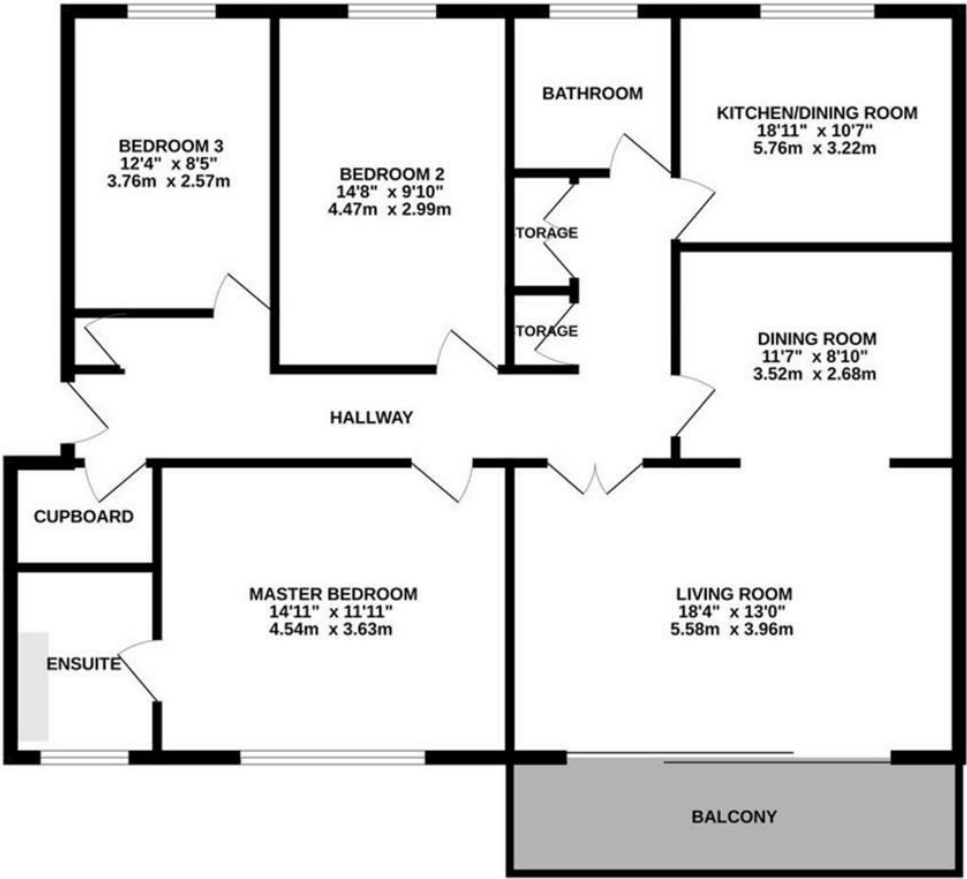 BATHROOM
KITCHEN/DINING ROOM
18'11" x 10'7"
5.76m x 3.22m
BEDROOM 3
12'4" x 8'5"
3.76m x 2.57m
BEDROOM 2
14'8" x 9'10"
4.47m x 2.99m
TORAGE
TORAGE
DINING ROOM
11'7" x 8'10"
3.52m x 2.68m
HALLWAY
CUPBOARD
MASTER BEDROOM
14'11" x 11'11"
4.54m x 3.63m
LIVING ROOM
18'4" x 13'0"
5.58m x 3.96m
ENSUITE
BALCONY